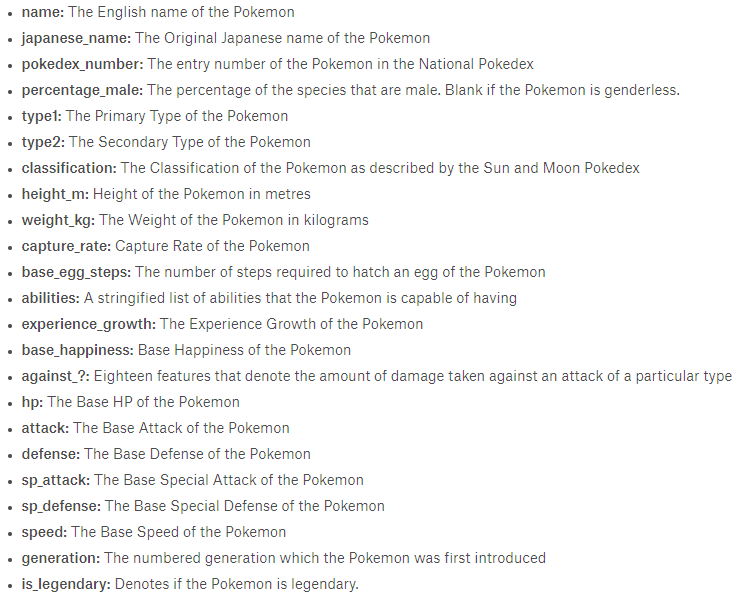 name: The English name of the Pokemon
japanese_name: The Original Japanese name of the Pokemon
pokedex_number: The entry number of the Pokemon in the National Pokedex
percentage_male: The percentage of the species that are male. Blank if the Pokemon is genderless.
type1: The Primary Type of the Pokemon
type2: The Secondary Type of the Pokemon
classification: The Classification of the Pokemon as described by the Sun and Moon Pokedex
height_m: Height of the Pokemon in metres
weight_kg: The Weight of the Pokemon in kilograms
capture_rate: Capture Rate of the Pokemon
base_egg_steps: The number of steps required to hatch an egg of the Pokemon
abilities: A stringified list of abilities that the Pokemon is capable of having
experience_growth: The Experience Growth of the Pokemon
base_happiness: Base Happiness of the Pokemon
against_?: Eighteen features that denote the amount of damage taken against an attack of a particular type
hp: The Base HP of the Pokemon
attack: The Base Attack of the Pokemon
defense: The Base Defense of the Pokemon
sp_attack: The Base Special Attack of the Pokemon
sp_defense: The Base Special Defense of the Pokemon
speed: The Base Speed of the Pokemon
generation: The numbered generation which the Pokemon was first introduced
is_legendary: Denotes if the Pokemon is legendary.